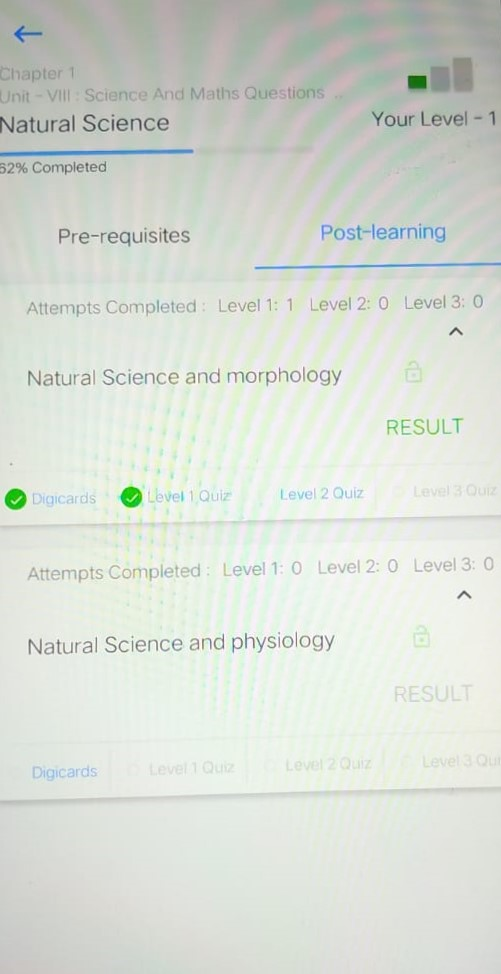 Chapter 1
Unit - VIII : Science And Maths Questions ..
Natural Science
Your Level - 1
62% Completed
Pre-requisites
Post-learning
Attempts Completed : Level 1: 1 Level 2: 0 Level 3: 0
Natural Science and morphology
RESULT
Digicards Level 1 Quiz Level 2 Quiz Level 3 Quiz
Attempts Completed : Level 1: 0 Level 2: 0 Level 3: 0
Natural Science and physiology
RESULT
Digicards Level 1 Quiz Level 2 Quiz Level 3 Qui